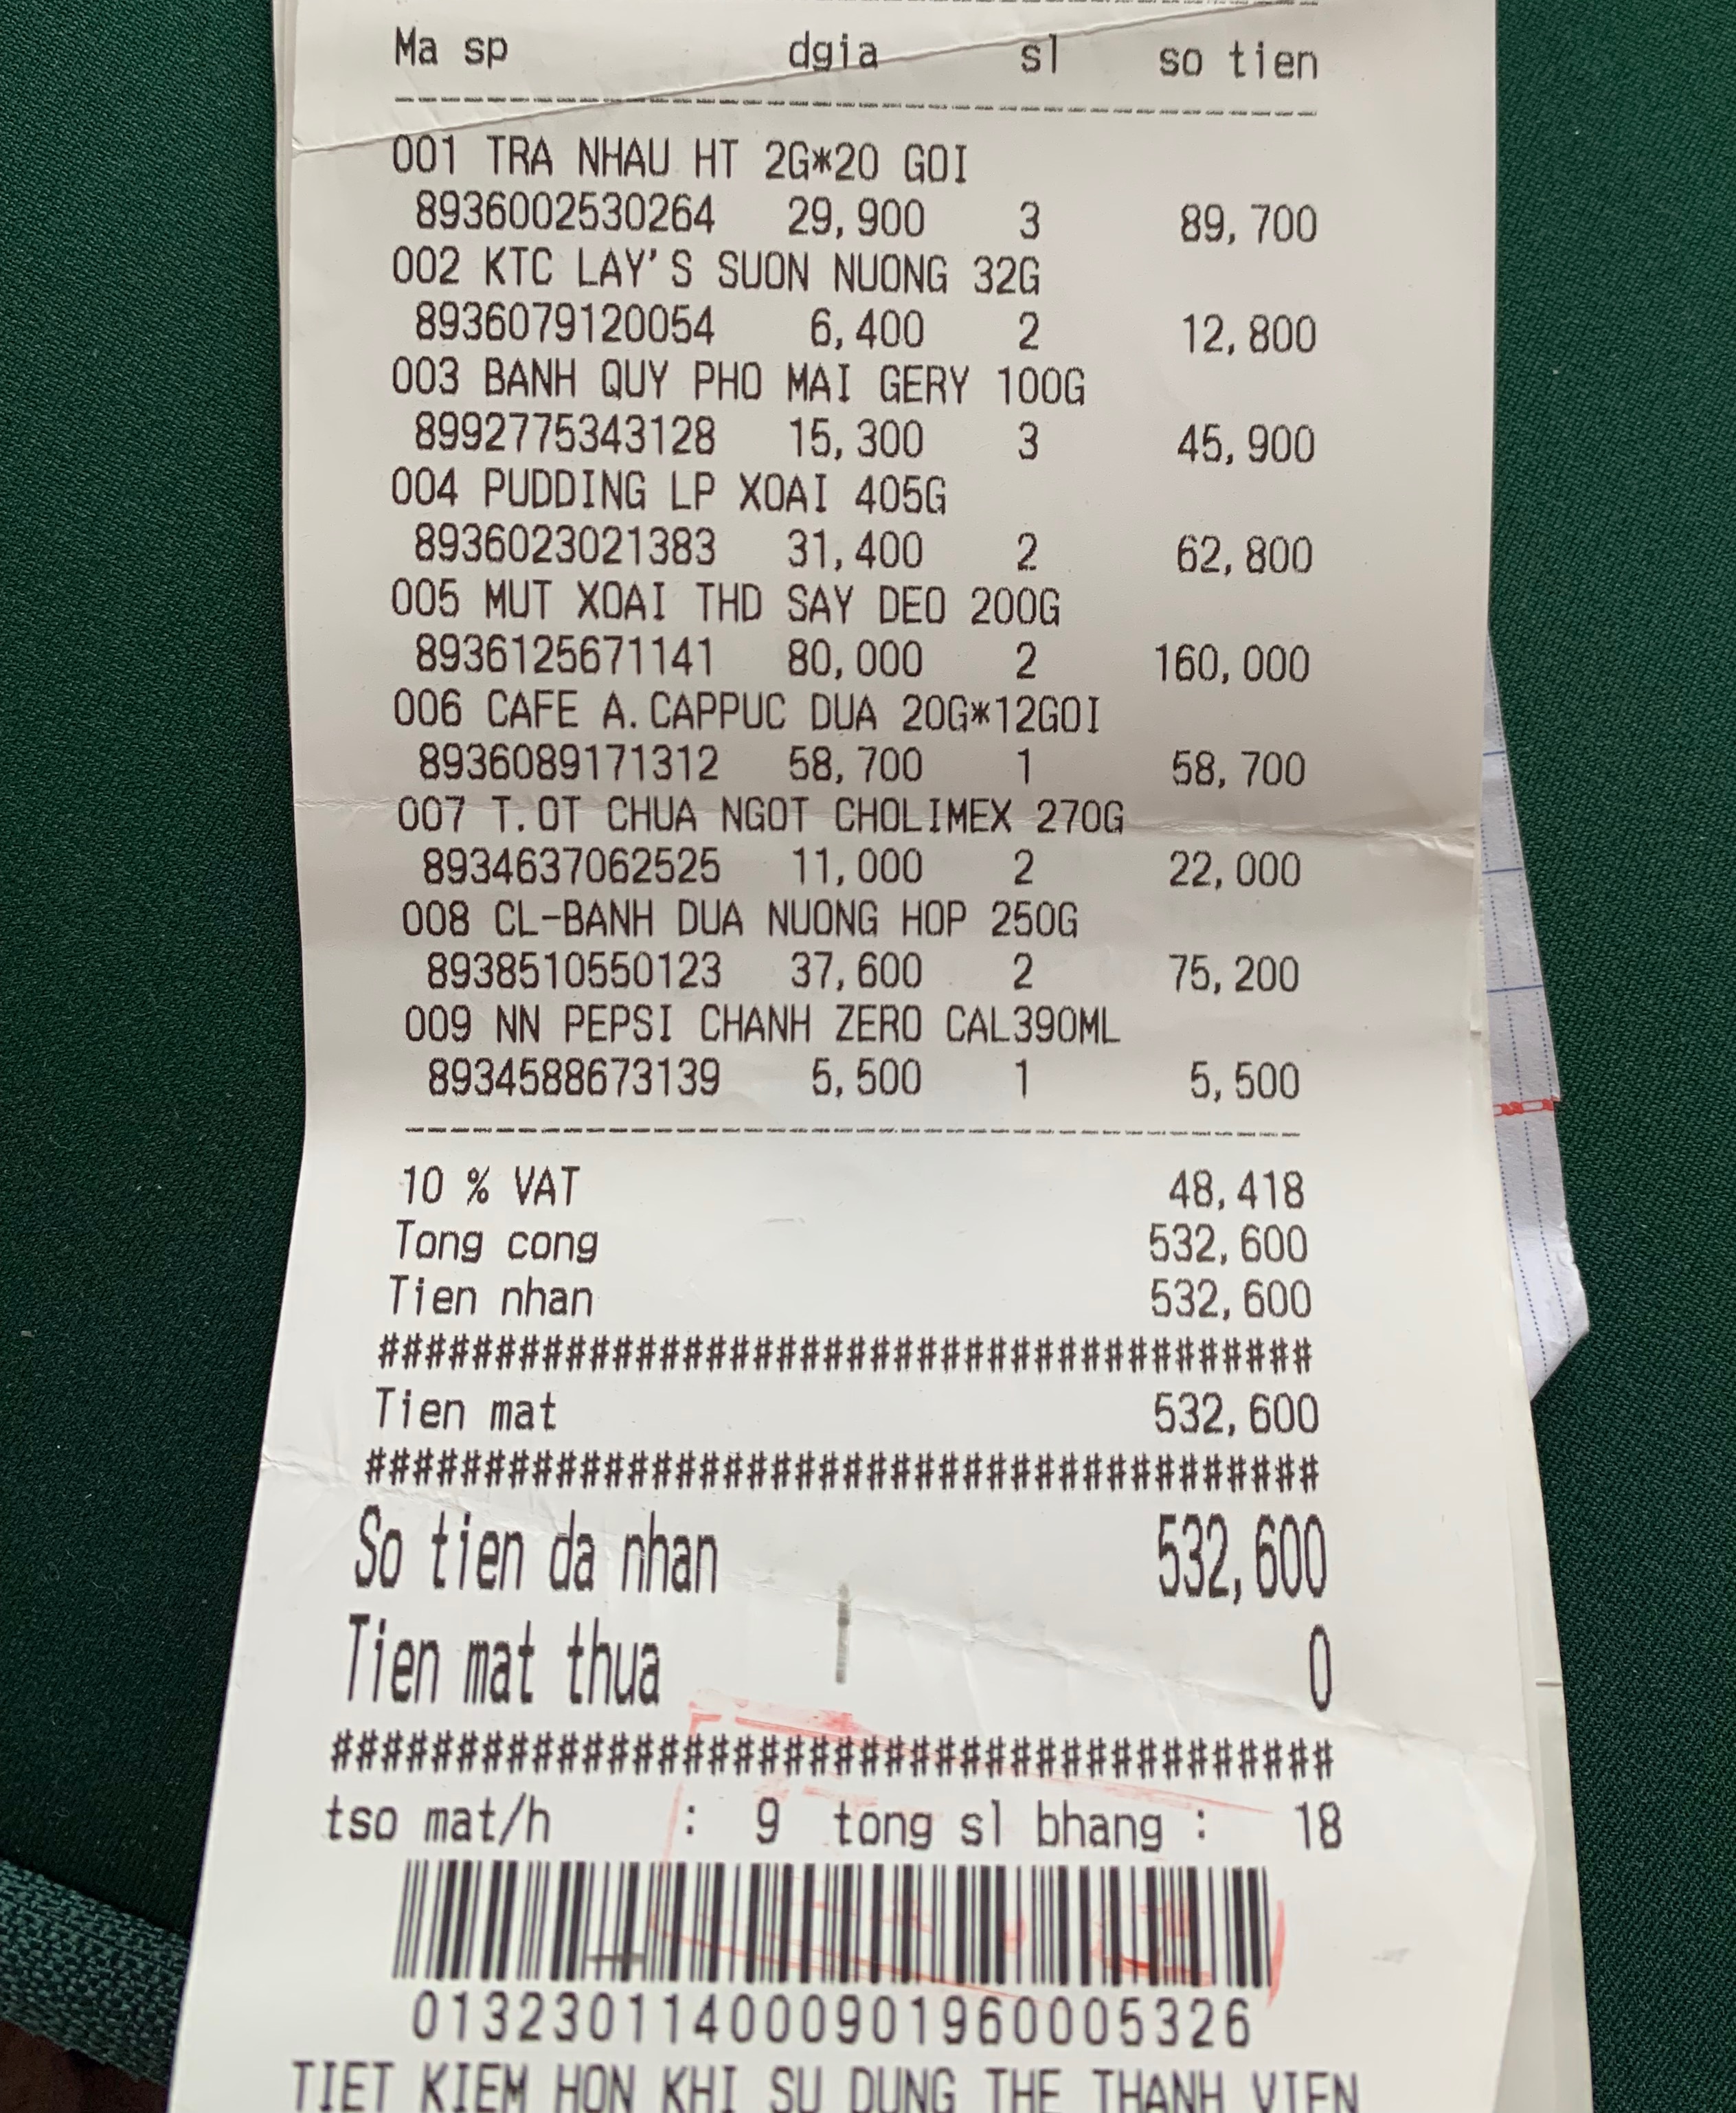 Ma sp dgia sl so tien
001 TRA NHAU HT 2G*20 GOI
8936002530264 29,900 3 89,700
002 KTC LAY'S SUON NUONG 32G
8936079120054 6,400 2 12,800
003 BANH QUY PHO MAI GERY 100G
8992775343128 15,300 3 45,900
004 PUDDING LP XOAI 405G
8936023021383 31,400 2 62,800
005 MUT XOAI THD SAY DEO 200G
8936125671141 80,000 2 160,000
006 CAFE A.CAPPUC DUA 20G*12GOI
8936089171312 58,700 1 58,700
007 T.OT CHUA NGOT CHOLIMEX 270G
8934637062525 11,000 2 22,000
008 CL-BANH DUA NUONG HOP 250G
8938510550123 37,600 2 75,200
009 NN PEPSI CHANH ZERO CAL390ML
8934588673139 5,500 1 5,500
10 % VAT 48,418
Tong cong 532,600
Tien nhan 532,600
########################################
Tien mat 532,600
########################################
So tien da nhan 532,600
Tien mat thua 0
########################################
tso mat/h : 9 tong sl bhang : 18
013230114000901960005326
TIET KIEM HON KHI SU DUNG THE THANH VIEN